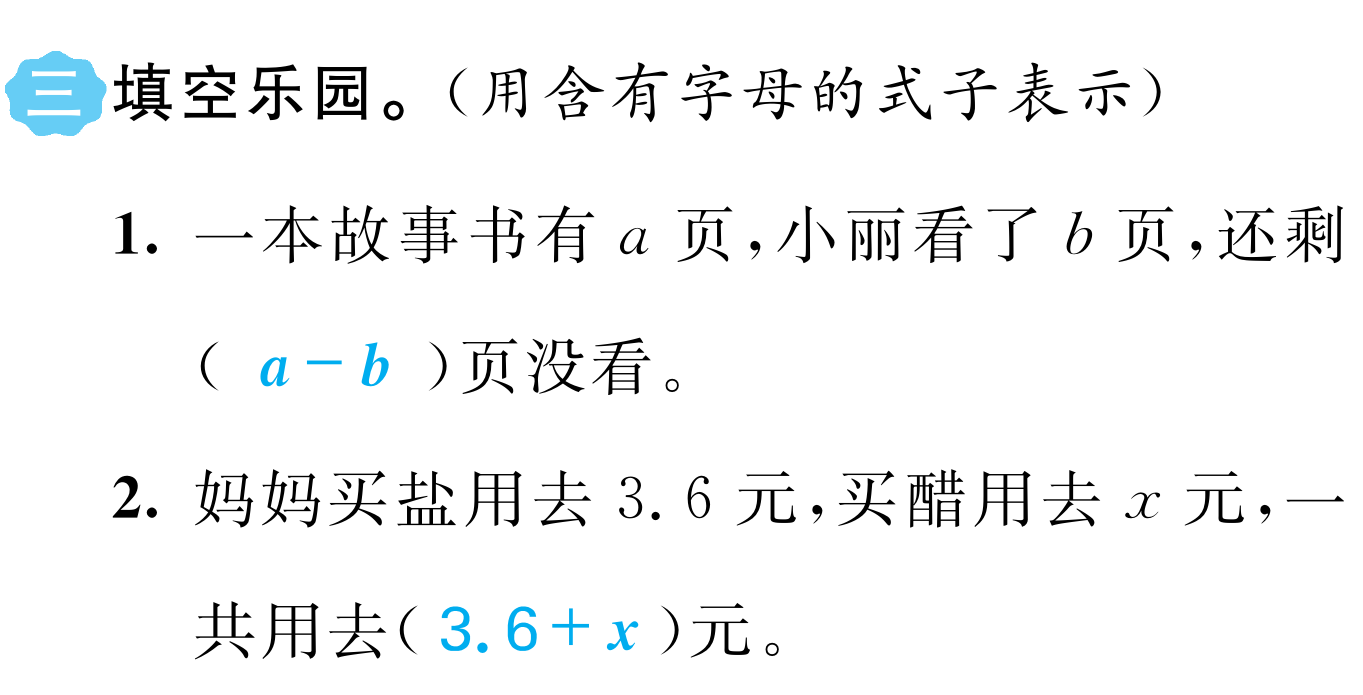 三 填空乐园。(用含有字母的式子表示)
1. 一本故事书有 a 页,小丽看了 b 页,还剩
( a－b )页没看。
2. 妈妈买盐用去 3.6 元,买醋用去 x 元,一
共用去(3.6＋x)元。